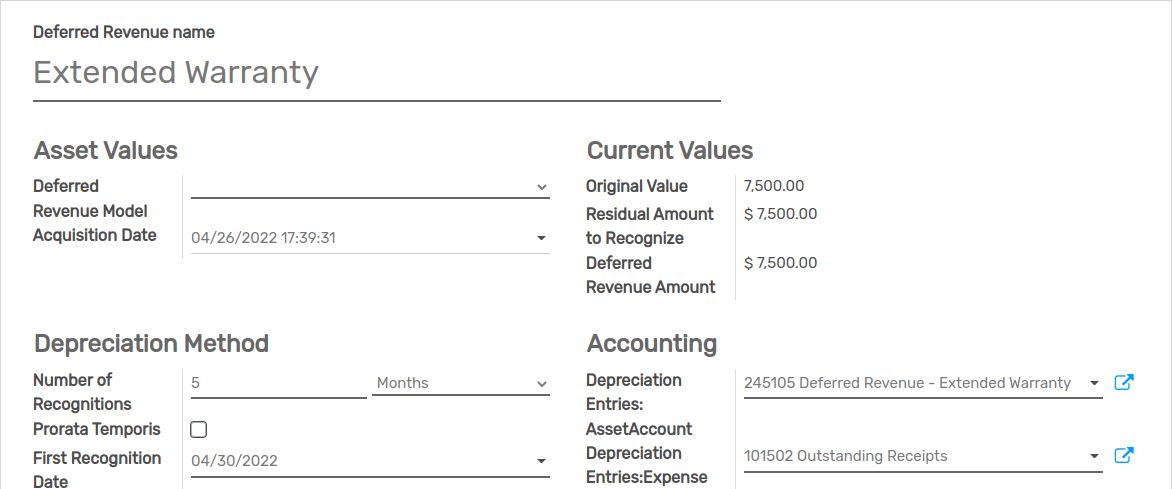 Deferred Revenue name
Extended Warranty
Asset Values
Deferred
Revenue Model
Acquisition Date
04/26/2022 17:39:31
Current Values
Original Value
7,500.00
Residual Amount
to Recognize
$ 7,500.00
Deferred
Revenue Amount
$ 7,500.00
Depreciation Method
Number of
Recognitions
5
Months
Prorata Temporis
First Recognition
Date
04/30/2022
Accounting
Depreciation
Entries:
AssetAccount
245105 Deferred Revenue - Extended Warranty
Depreciation
Entries:Expense
101502 Outstanding Receipts